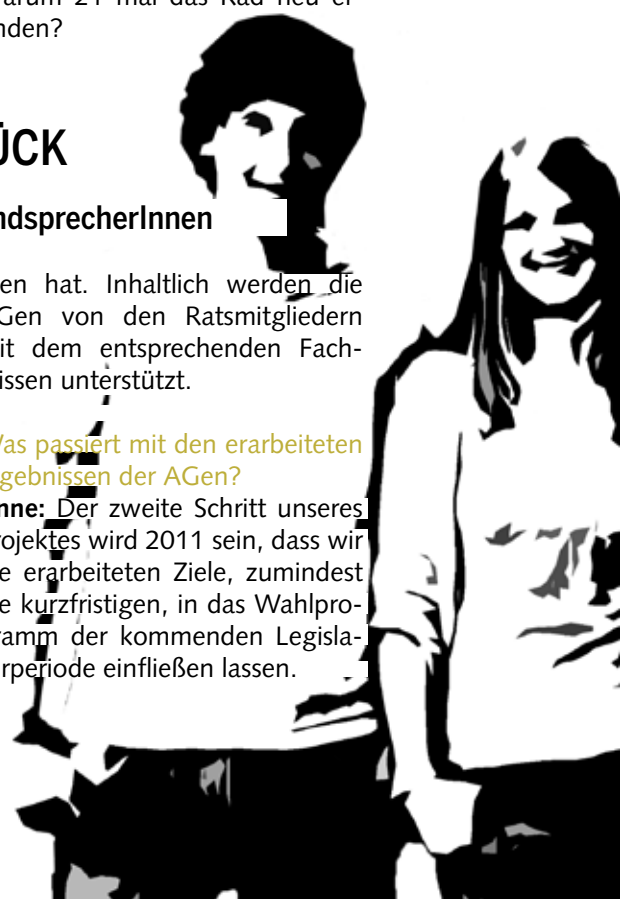 mal das Rad neu er-
nden?
ÜCK
ndsprecherInnen
en hat. Inhaltlich werden die
Gen von den Ratsmitgliedern
it dem entsprechenden Fach-
issen unterstützt.
Was passiert mit den erarbeiteten
gebnissen der AGen?
nne: Der zweite Schritt unseres
rojektes wird 2011 sein, dass wir
e erarbeiteten Ziele, zumindest
e kurzfristigen, in das Wahlpro-
ramm der kommenden Legisla-
rperiode einfließen lassen.